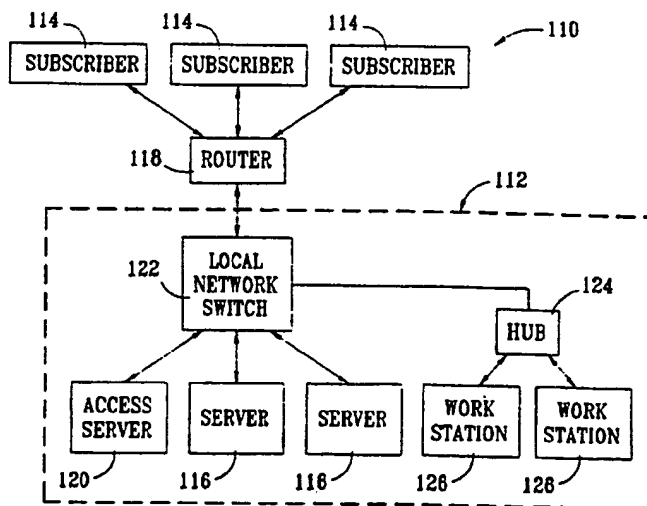 114 114 114 110
SUBSCRIBER SUBSCRIBER SUBSCRIBER
118 ROUTER
112
122 LOCAL NETWORK SWITCH
124
HUB
ACCESS SERVER SERVER SERVER WORK STATION WORK STATION
120 116 116 126 126